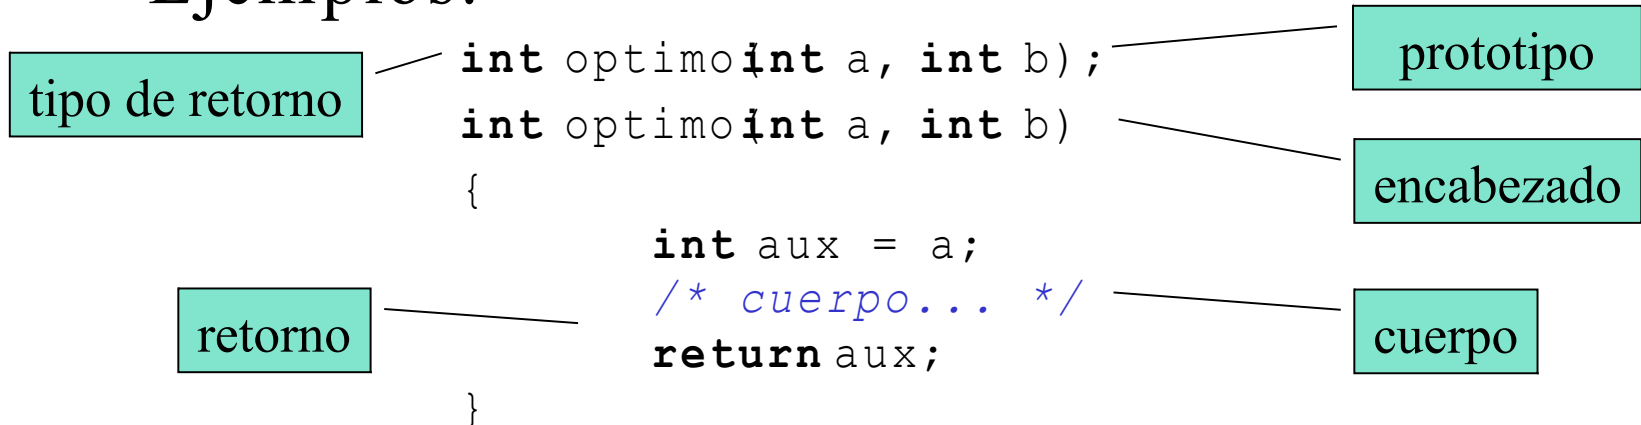 Ejemplos:
int optimo(int a, int b);
prototipo
tipo de retorno
int optimo(int a, int b)
encabezado
{
int aux = a;
/* cuerpo... */
cuerpo
retorno
return aux;
}